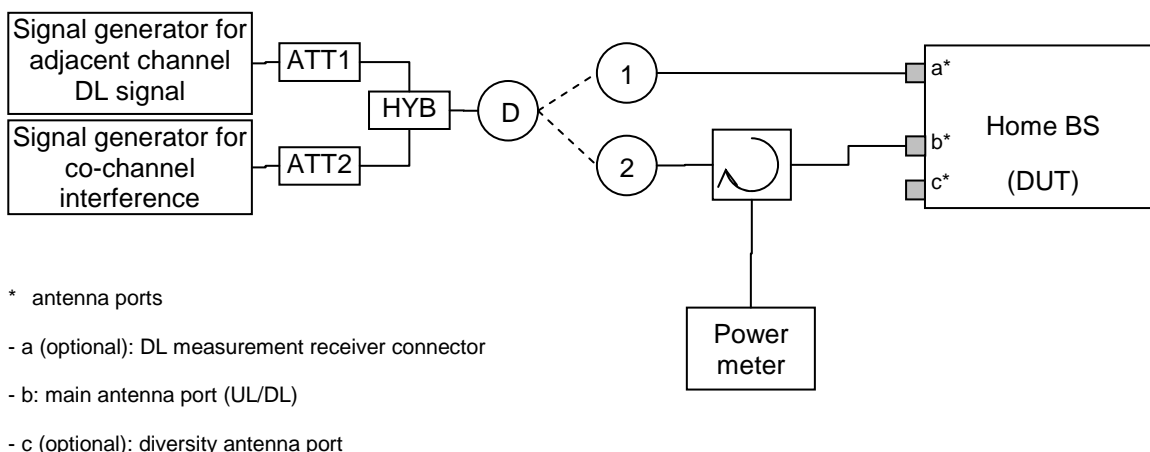 Signal generator for
adjacent channel
DL signal
ATT1
HYB
D
1
2
Signal generator for
co-channel
interference
ATT2
a*
b*
c*
Home BS
(DUT)
Power
meter
* antenna ports
- a (optional): DL measurement receiver connector
- b: main antenna port (UL/DL)
- c (optional): diversity antenna port